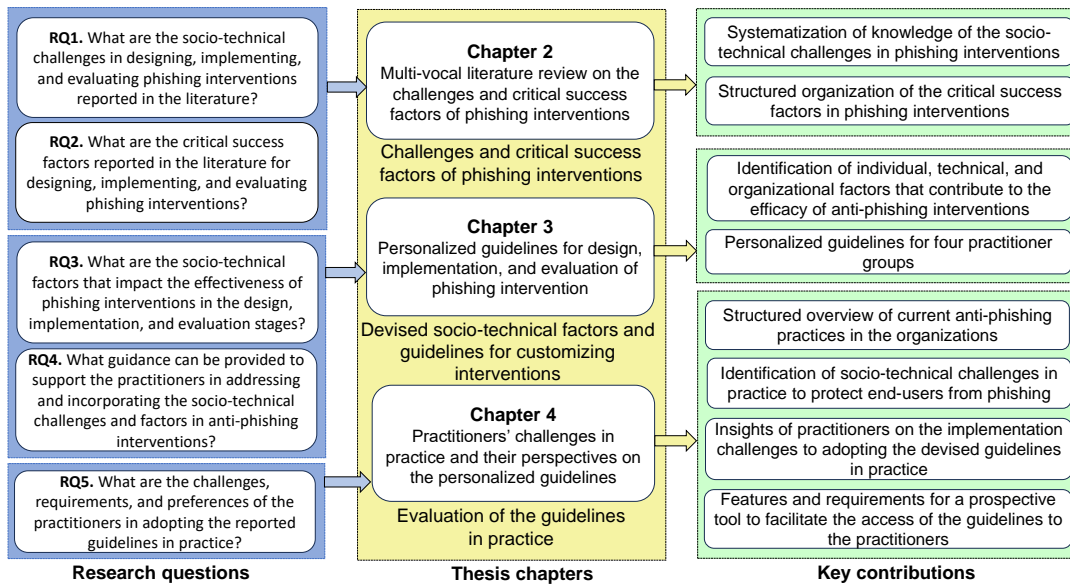 RQ1. What are the socio-technical
challenges in designing, implementing,
and evaluating phishing interventions
reported in the literature?
RQ2. What are the critical success
factors reported in the literature for
designing, implementing, and evaluating
phishing interventions?
RQ3. What are the socio-technical
factors that impact the effectiveness of
phishing interventions in the design,
implementation, and evaluation stages?
RQ4. What guidance can be provided to
support the practitioners in addressing
and incorporating the socio-technical
challenges and factors in anti-phishing
interventions?
RQ5. What are the challenges,
requirements, and preferences of the
practitioners in adopting the reported
guidelines in practice?
Research questions
Chapter 2
Multi-vocal literature review on the
challenges and critical success
factors of phishing interventions
Challenges and critical success
factors of phishing interventions
Chapter 3
Personalized guidelines for design,
implementation, and evaluation of
phishing intervention
Devised socio-technical factors and
guidelines for customizing
interventions
Chapter 4
Practitioners' challenges in
practice and their perspectives on
the personalized guidelines
Evaluation of the guidelines
in practice
Thesis chapters
Systematization of knowledge of the socio-
technical challenges in phishing interventions
Structured organization of the critical success
factors in phishing interventions
Identification of individual, technical, and
organizational factors that contribute to the
efficacy of anti-phishing interventions
Personalized guidelines for four practitioner
groups
Structured overview of current anti-phishing
practices in the organizations
Identification of socio-technical challenges in
practice to protect end-users from phishing
Insights of practitioners on the implementation
challenges to adopting the devised guidelines
in practice
Features and requirements for a prospective
tool to facilitate the access of the guidelines to
the practitioners
Key contributions